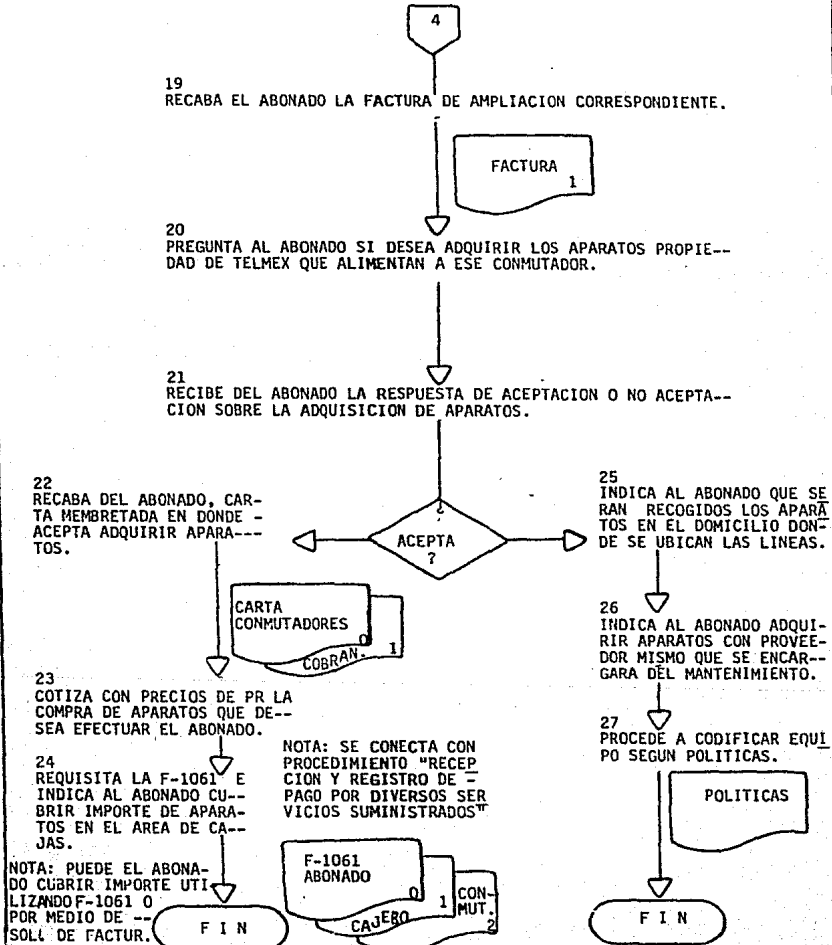 4
19
RECABA EL ABONADO LA FACTURA DE AMPLIACION CORRESPONDIENTE.
FACTURA
1
20
PREGUNTA AL ABONADO SI DESEA ADQUIRIR LOS APARATOS PROPIE--
DAD DE TELMEX QUE ALIMENTAN A ESE CONMUTADOR.
21
RECIBE DEL ABONADO LA RESPUESTA DE ACEPTACION O NO ACEPTA--
CION SOBRE LA ADQUISICION DE APARATOS.
¿
ACEPTA
?
22
RECABA DEL ABONADO, CAR-
TA MEMBRETADA EN DONDE -
ACEPTA ADQUIRIR APARA---
TOS.
CARTA
CONMUTADORES
0
COBRAN.
1
23
COTIZA CON PRECIOS DE PR LA
COMPRA DE APARATOS QUE DE--
SEA EFECTUAR EL ABONADO.
24
REQUISITA LA F-1061 E
INDICA AL ABONADO CU--
BRIR IMPORTE DE APARA-
TOS EN EL AREA DE CA--
JAS.
NOTA: PUEDE EL ABONA-
DO CUBRIR IMPORTE UTI
LIZANDO F-1061 O
POR MEDIO DE --
SOLI. DE FACTUR.
F I N
NOTA: SE CONECTA CON
PROCEDIMIENTO "RECEP
CION Y REGISTRO DE -
PAGO POR DIVERSOS SER
VICIOS SUMINISTRADOS"
F-1061
ABONADO
0
CAJERO
1
CON-
MUT.
2
25
INDICA AL ABONADO QUE SE
RAN RECOGIDOS LOS APARA
TOS EN EL DOMICILIO DON-
DE SE UBICAN LAS LINEAS.
26
INDICA AL ABONADO ADQUI-
RIR APARATOS CON PROVEE-
DOR MISMO QUE SE ENCAR--
GARA DEL MANTENIMIENTO.
27
PROCEDE A CODIFICAR EQUI
PO SEGUN POLITICAS.
POLITICAS
F I N